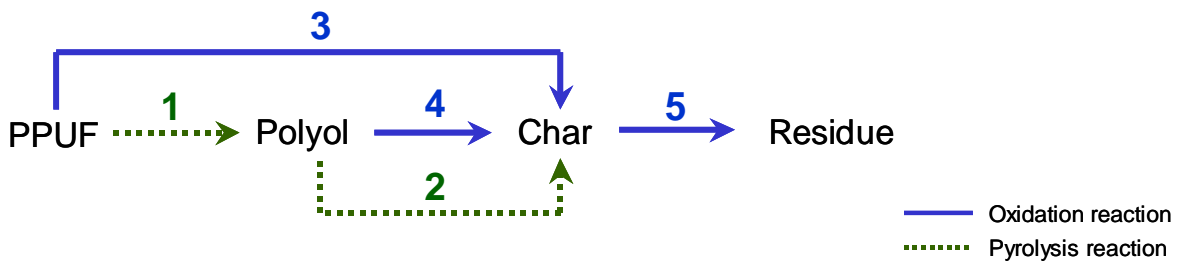 3
1
4
5
PPUF
Polyol
Char
Residue
2
Oxidation reaction
Pyrolysis reaction